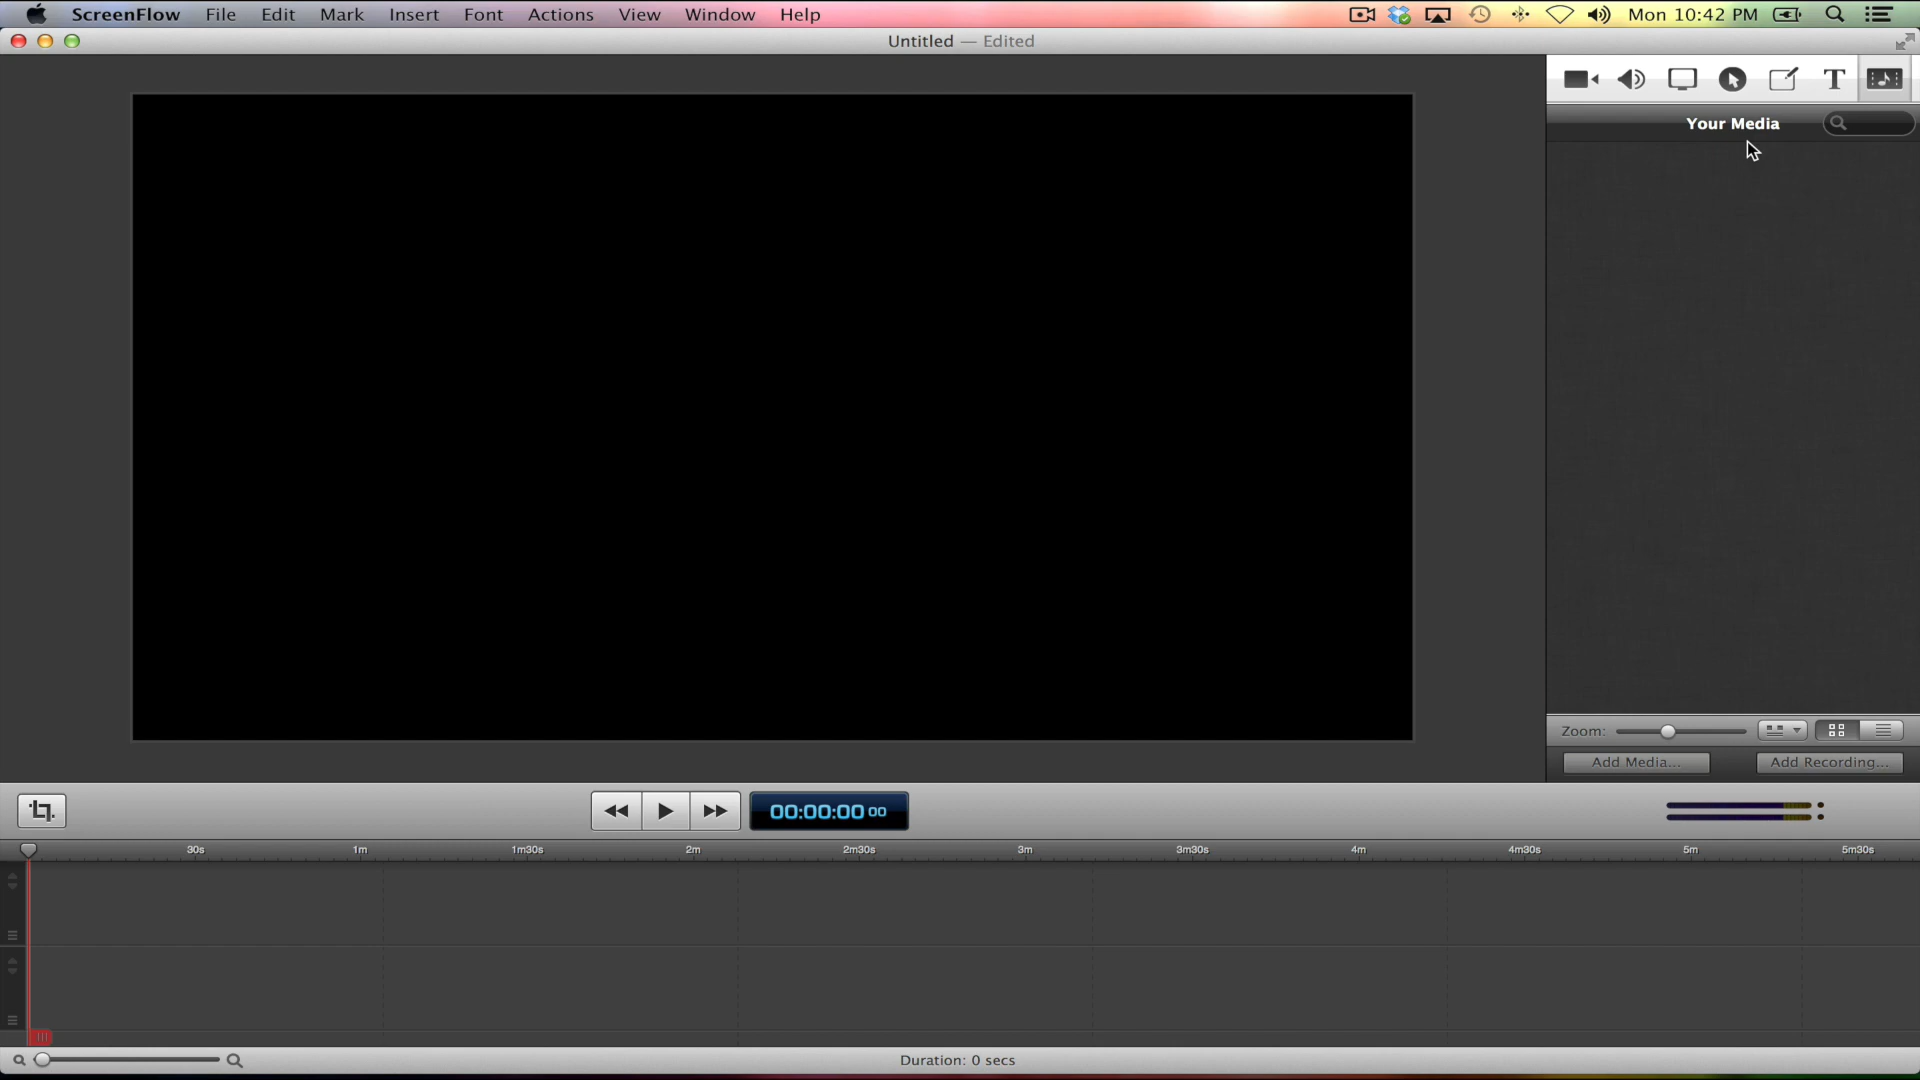 ScreenFlow File Edit Mark Insert Font Actions View Window Help Mon 10:42 PM
Untitled — Edited
T
Your Media
Zoom:
Add Media... Add Recording...
00:00:00 00
30s 1m 1m30s 2m 2m30s 3m 3m30s 4m 4m30s 5m 5m30s
Duration: 0 secs